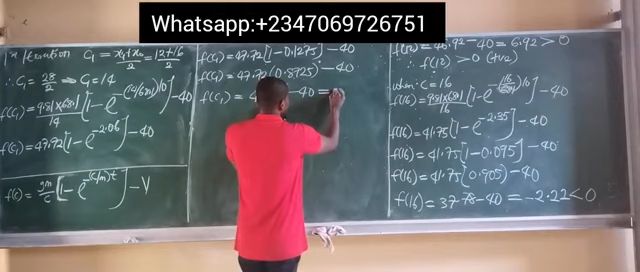 Whatsapp:+2347069726751
1st Iteration C₁ = x₁+x₀/2 = 12+16/2
∴ C₁ = 28/2 ⇒ C₁ = 14
f(C₁) = 9.81×68.1/14 [1 - e^-(14/68.1)10] - 40
f(C₁) = 47.72[1 - e^-2.06] - 40
f(c) = gm/c [1 - e^-(c/m)t] - V
f(C₁) = 47.72[1-0.1275] - 40
f(C₁) = 47.72(0.8725) - 40
f(C₁) = 4 - 40 =
f(12) = 46.92 - 40 = 6.92 > 0
∴ f(12) > 0 (+ve)
when C = 16
f(16) = 9.81×68.1/16 [1 - e^-(16/68.1)10] - 40
f(16) = 41.75[1 - e^-2.35] - 40
f(16) = 41.75[1 - 0.095] - 40
f(16) = 41.75[0.905] - 40
f(16) = 37.78 - 40 = -2.22 < 0